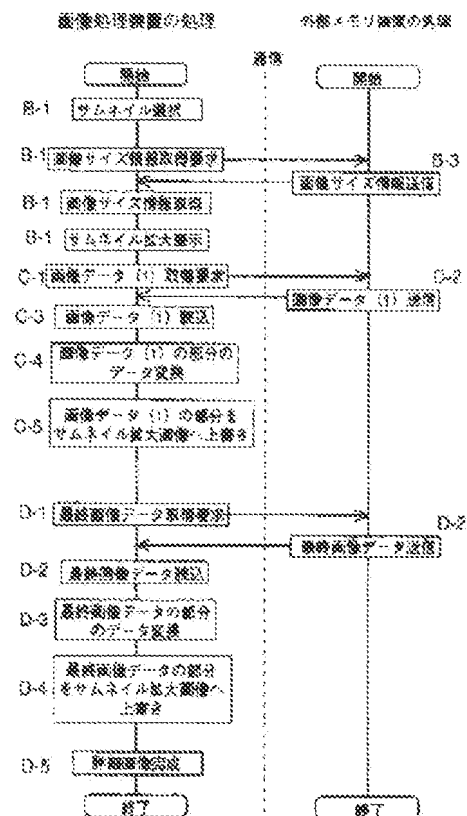 画像処理装置の処理
外部メモリ装置の処理
通信
開始
開始
B-1 サムネイル選択
B-1 画像サイズ情報取得要求
B-3
画像サイズ情報送信
B-1 画像サイズ情報取得
B-1 サムネイル拡大表示
C-1 画像データ (1) 取得要求
C-2
画像データ (1) 送信
C-3 画像データ (1) 読込
C-4 画像データ (1) の部分の
データ変換
C-5 画像データ (1) の部分を
サムネイル拡大画像へ上書き
D-1 最終画像データ取得要求
D-2
最終画像データ送信
D-2 最終画像データ読込
D-3 最終画像データの部分
のデータ変換
D-4 最終画像データの部分
をサムネイル拡大画像へ
上書き
D-5 詳細画像完成
終了
終了